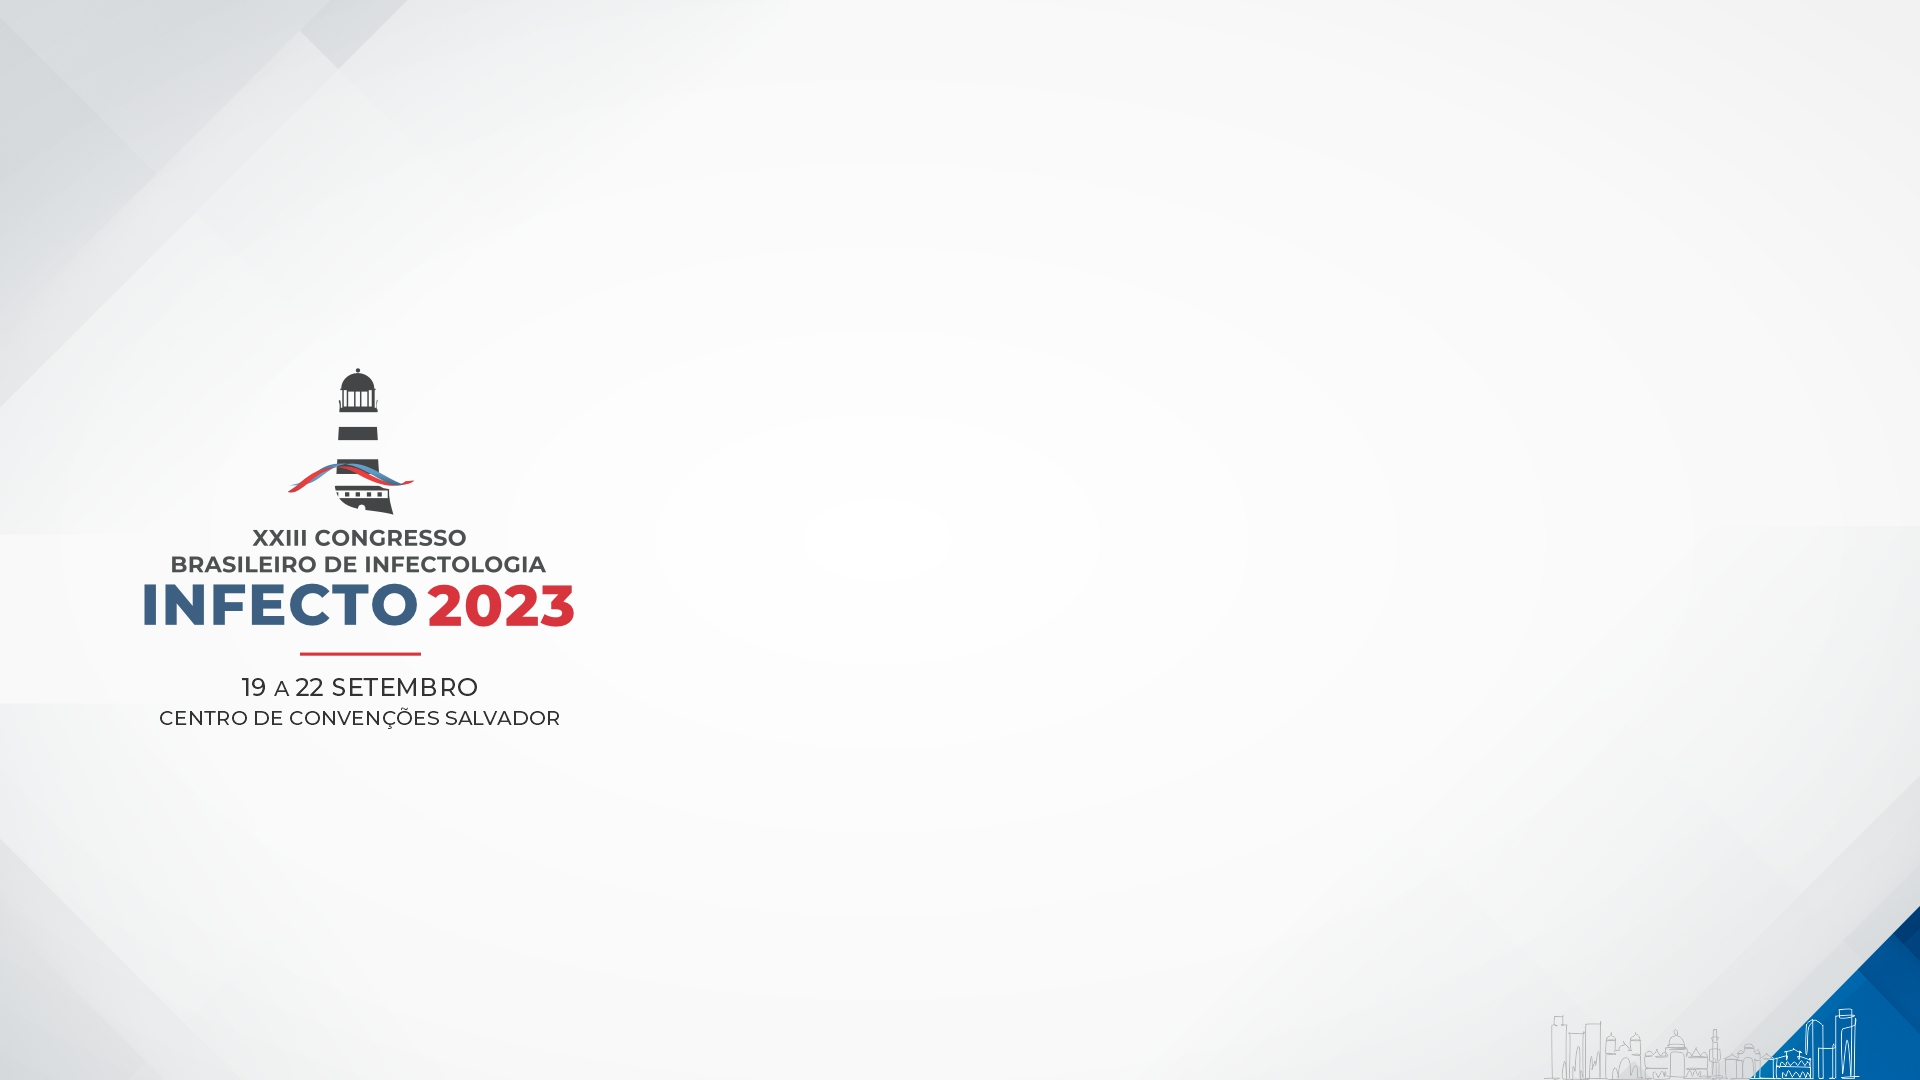 XXIII CONGRESSO
BRASILEIRO DE INFECTOLOGIA
INFECTO 2023
19 A 22 SETEMBRO
CENTRO DE CONVENÇÕES SALVADOR